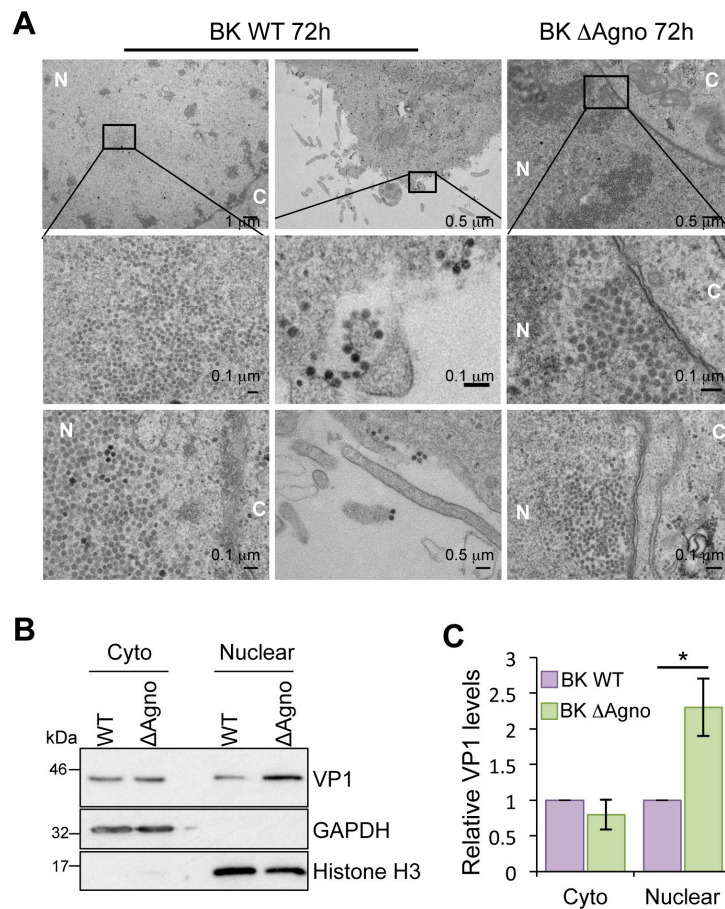 A
BK WT 72h
BK ΔAgno 72h
N
C
1 μm
0.5 μm
C
N
0.5 μm
0.1 μm
0.1 μm
N
C
0.1 μm
N
C
0.1 μm
0.5 μm
N
C
0.1 μm
B
Cyto
Nuclear
WT
ΔAgno
WT
ΔAgno
kDa
46
VP1
32
GAPDH
17
Histone H3
C
Relative VP1 levels
3
2.5
2
1.5
1
0.5
0
BK WT
BK ΔAgno
*
Cyto
Nuclear